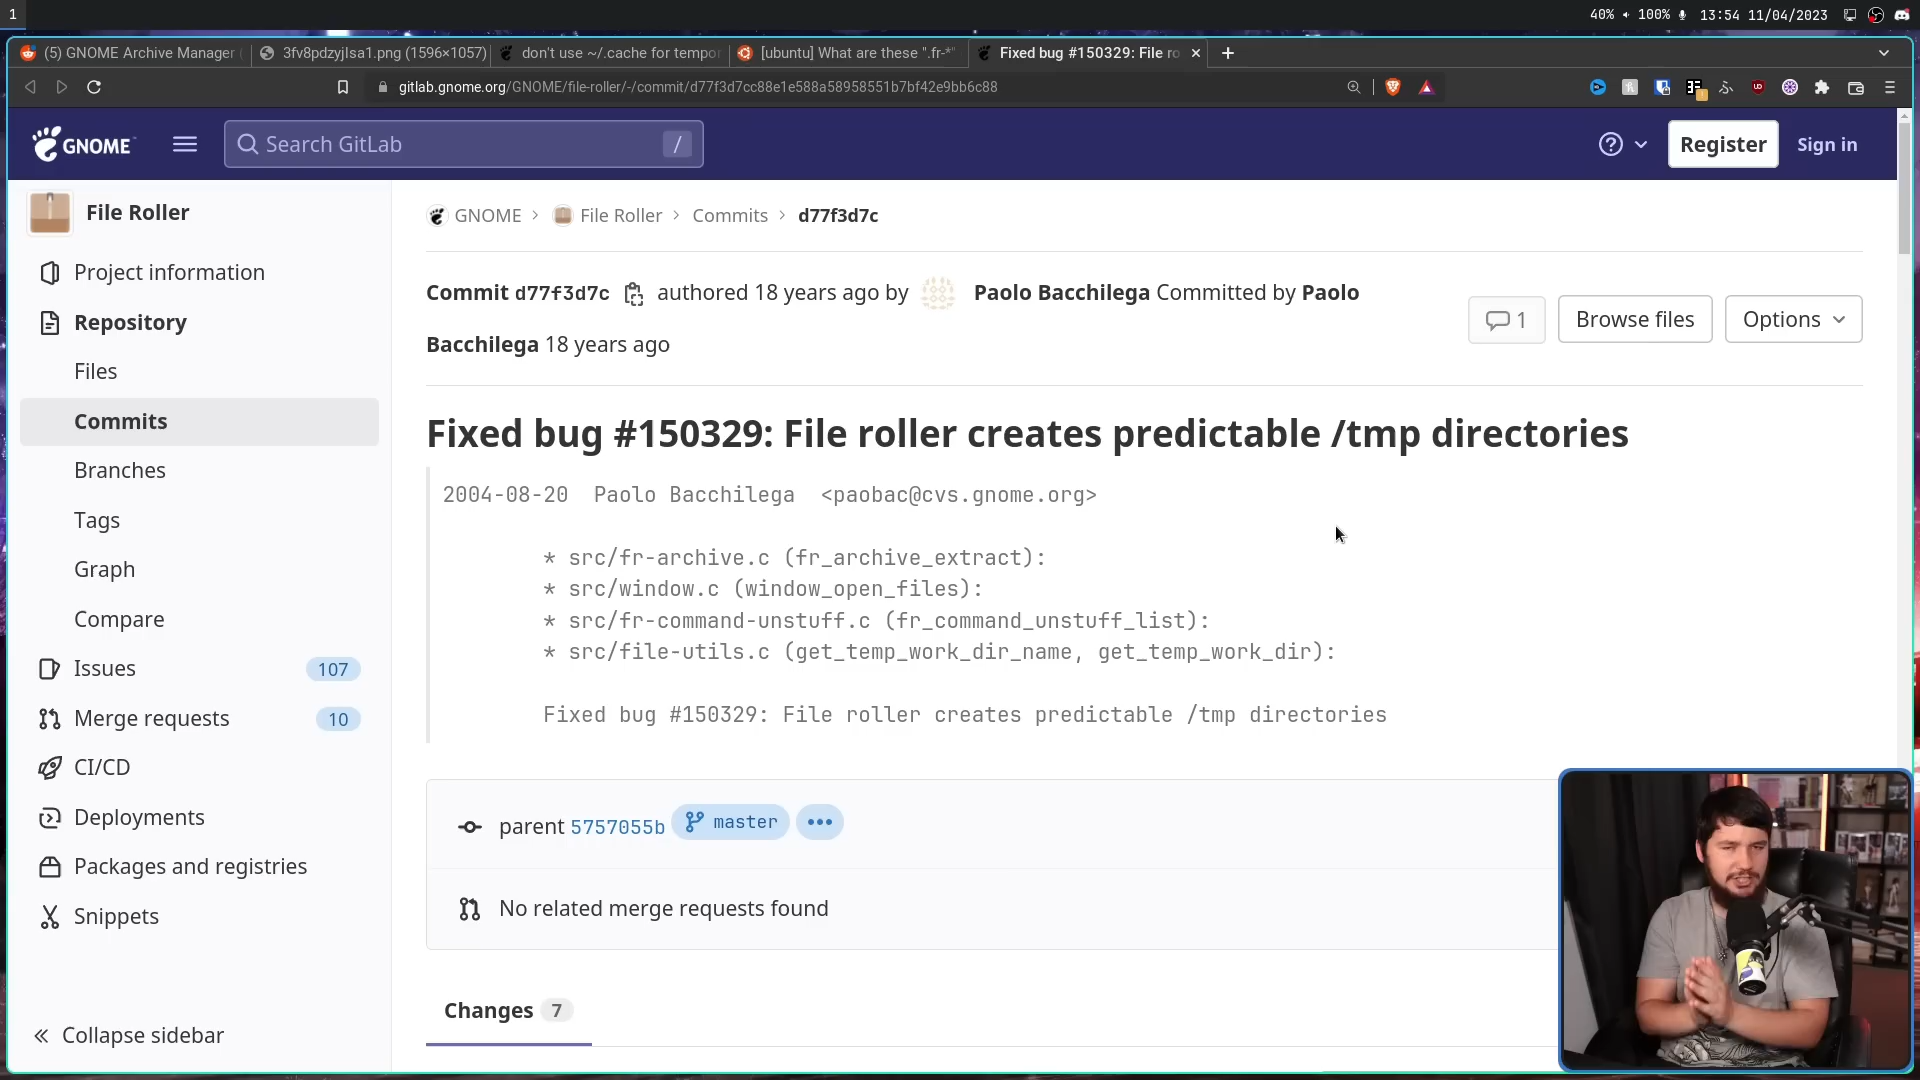 1
40% 100% 13:54 11/04/2023
(5) GNOME Archive Manager
3fv8pdzyjlsa1.png (1596×1057)
don't use ~/.cache for tempor
[ubuntu] What are these ".fr-*"
Fixed bug #150329: File ro
gitlab.gnome.org/GNOME/file-roller/-/commit/d77f3d7cc88e1e588a58958551b7bf42e9bb6c88
GNOME
Search GitLab
/
Register
Sign in
File Roller
Project information
Repository
Files
Commits
Branches
Tags
Graph
Compare
Issues 107
Merge requests 10
CI/CD
Deployments
Packages and registries
Snippets
Collapse sidebar
GNOME > File Roller > Commits > d77f3d7c
Commit d77f3d7c authored 18 years ago by Paolo Bacchilega Committed by Paolo
Bacchilega 18 years ago
1
Browse files
Options
Fixed bug #150329: File roller creates predictable /tmp directories
2004-08-20 Paolo Bacchilega <paobac@cvs.gnome.org>
* src/fr-archive.c (fr_archive_extract):
* src/window.c (window_open_files):
* src/fr-command-unstuff.c (fr_command_unstuff_list):
* src/file-utils.c (get_temp_work_dir_name, get_temp_work_dir):
Fixed bug #150329: File roller creates predictable /tmp directories
parent 5757055b master •••
No related merge requests found
Changes 7